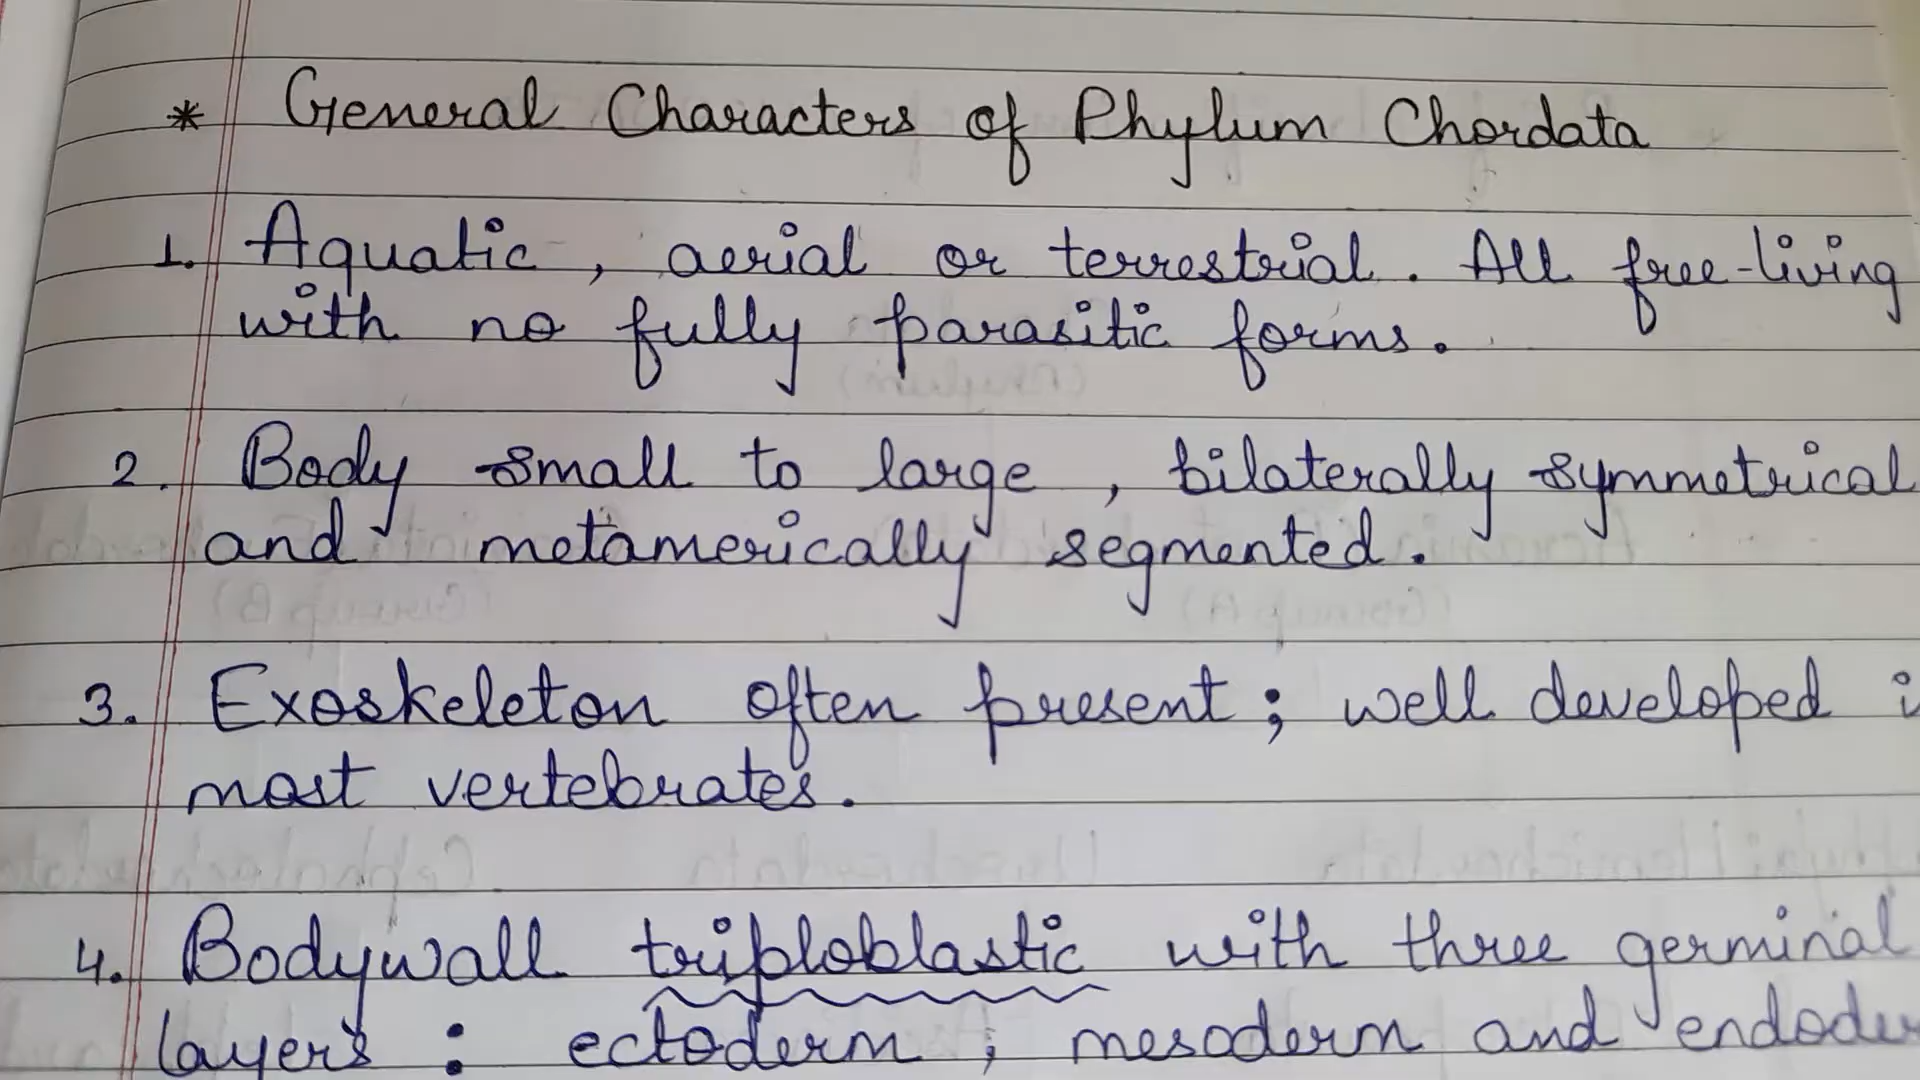 * General Characters of Phylum Chordata
1. Aquatic, aerial or terrestrial. All free-living
with no fully parasitic forms.
2. Body small to large, bilaterally symmetrical
and metamerically segmented.
3. Exoskeleton often present; well developed
most vertebrates.
4. Bodywall triploblastic with three germinal
layers: ectoderm, mesoderm and